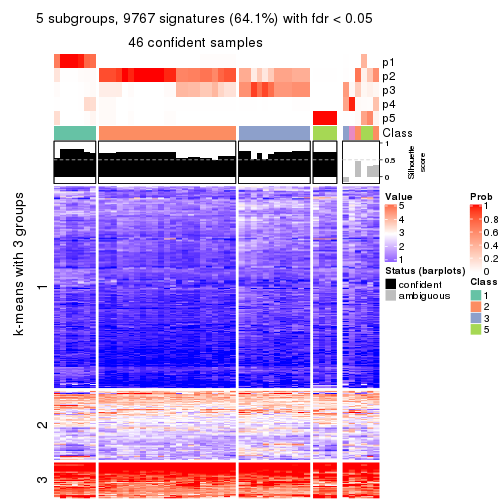 5 subgroups, 9767 signatures (64.1%) with fdr < 0.05
46 confident samples
p1
p2
p3
p4
p5
Class
1
0.5
0
Silhouette
score
k-means with 3 groups
1
2
3
Value
5
4
3
2
1
Status (barplots)
confident
ambiguous
Prob
1
0.8
0.6
0.4
0.2
0
Class
1
2
3
5